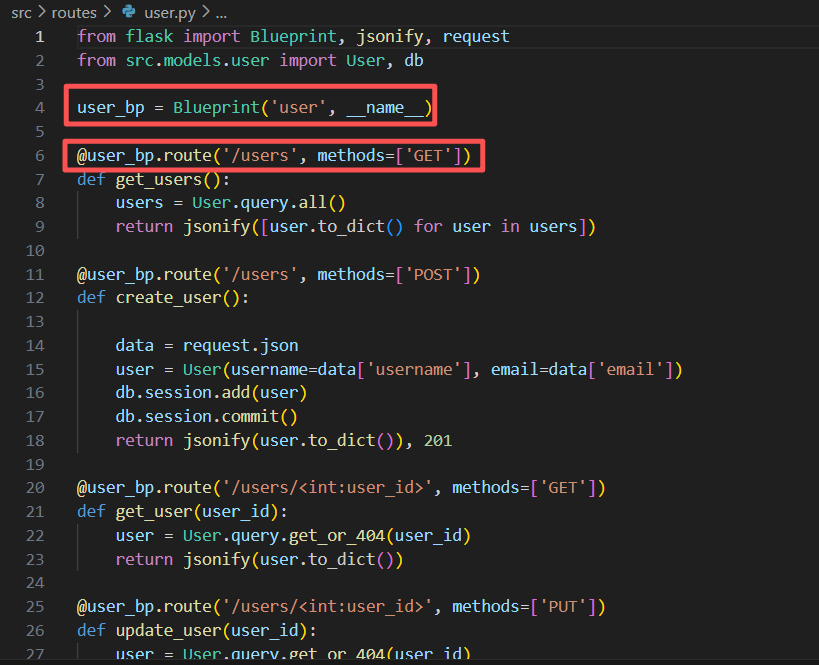 src > routes > user.py > ...
1 from flask import Blueprint, jsonify, request
2 from src.models.user import User, db
3
4 user_bp = Blueprint('user', __name__)
5
6 @user_bp.route('/users', methods=['GET'])
7 def get_users():
8     users = User.query.all()
9     return jsonify([user.to_dict() for user in users])
10
11 @user_bp.route('/users', methods=['POST'])
12 def create_user():
13
14     data = request.json
15     user = User(username=data['username'], email=data['email'])
16     db.session.add(user)
17     db.session.commit()
18     return jsonify(user.to_dict()), 201
19
20 @user_bp.route('/users/<int:user_id>', methods=['GET'])
21 def get_user(user_id):
22     user = User.query.get_or_404(user_id)
23     return jsonify(user.to_dict())
24
25 @user_bp.route('/users/<int:user_id>', methods=['PUT'])
26 def update_user(user_id):
27     user = User.query.get_or_404(user_id)